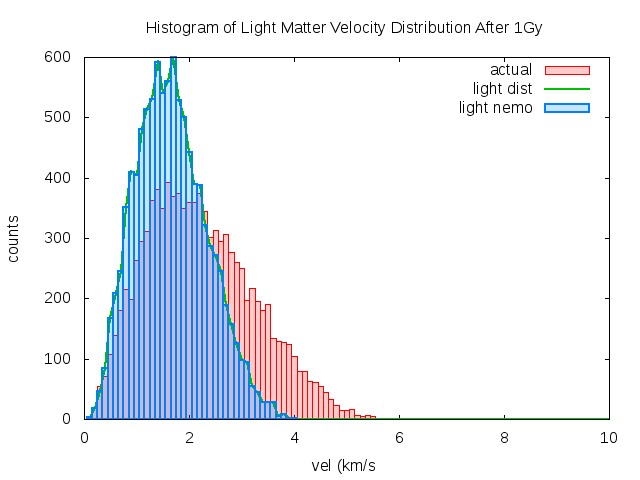 Histogram of Light Matter Velocity Distribution After 1Gy
actual
light dist
light nemo
600
500
400
300
200
100
0
counts
0 2 4 6 8 10
vel (km/s